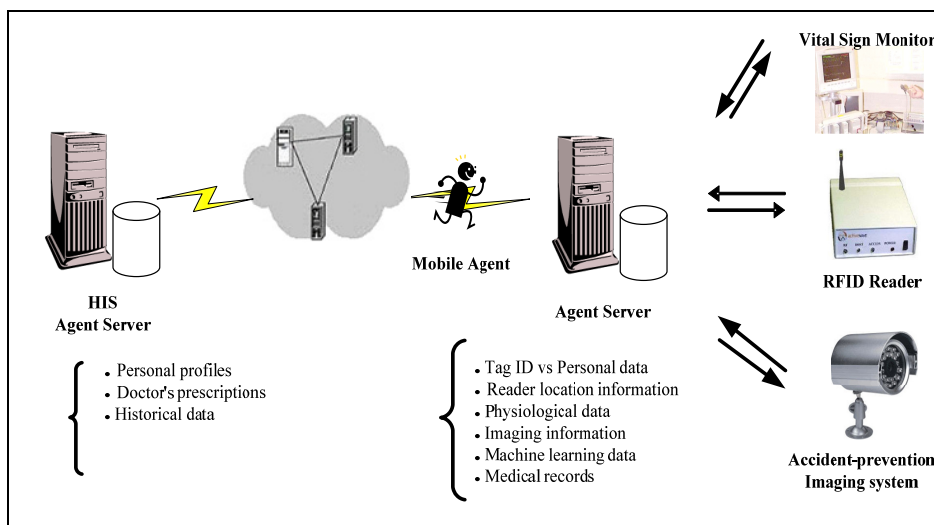 Vital Sign Monitor
Mobile Agent
HIS
Agent Server
Agent Server
RFID Reader
• Personal profiles
• Doctor's prescriptions
• Historical data
• Tag ID vs Personal data
• Reader location information
• Physiological data
• Imaging information
• Machine learning data
• Medical records
Accident-prevention
Imaging system